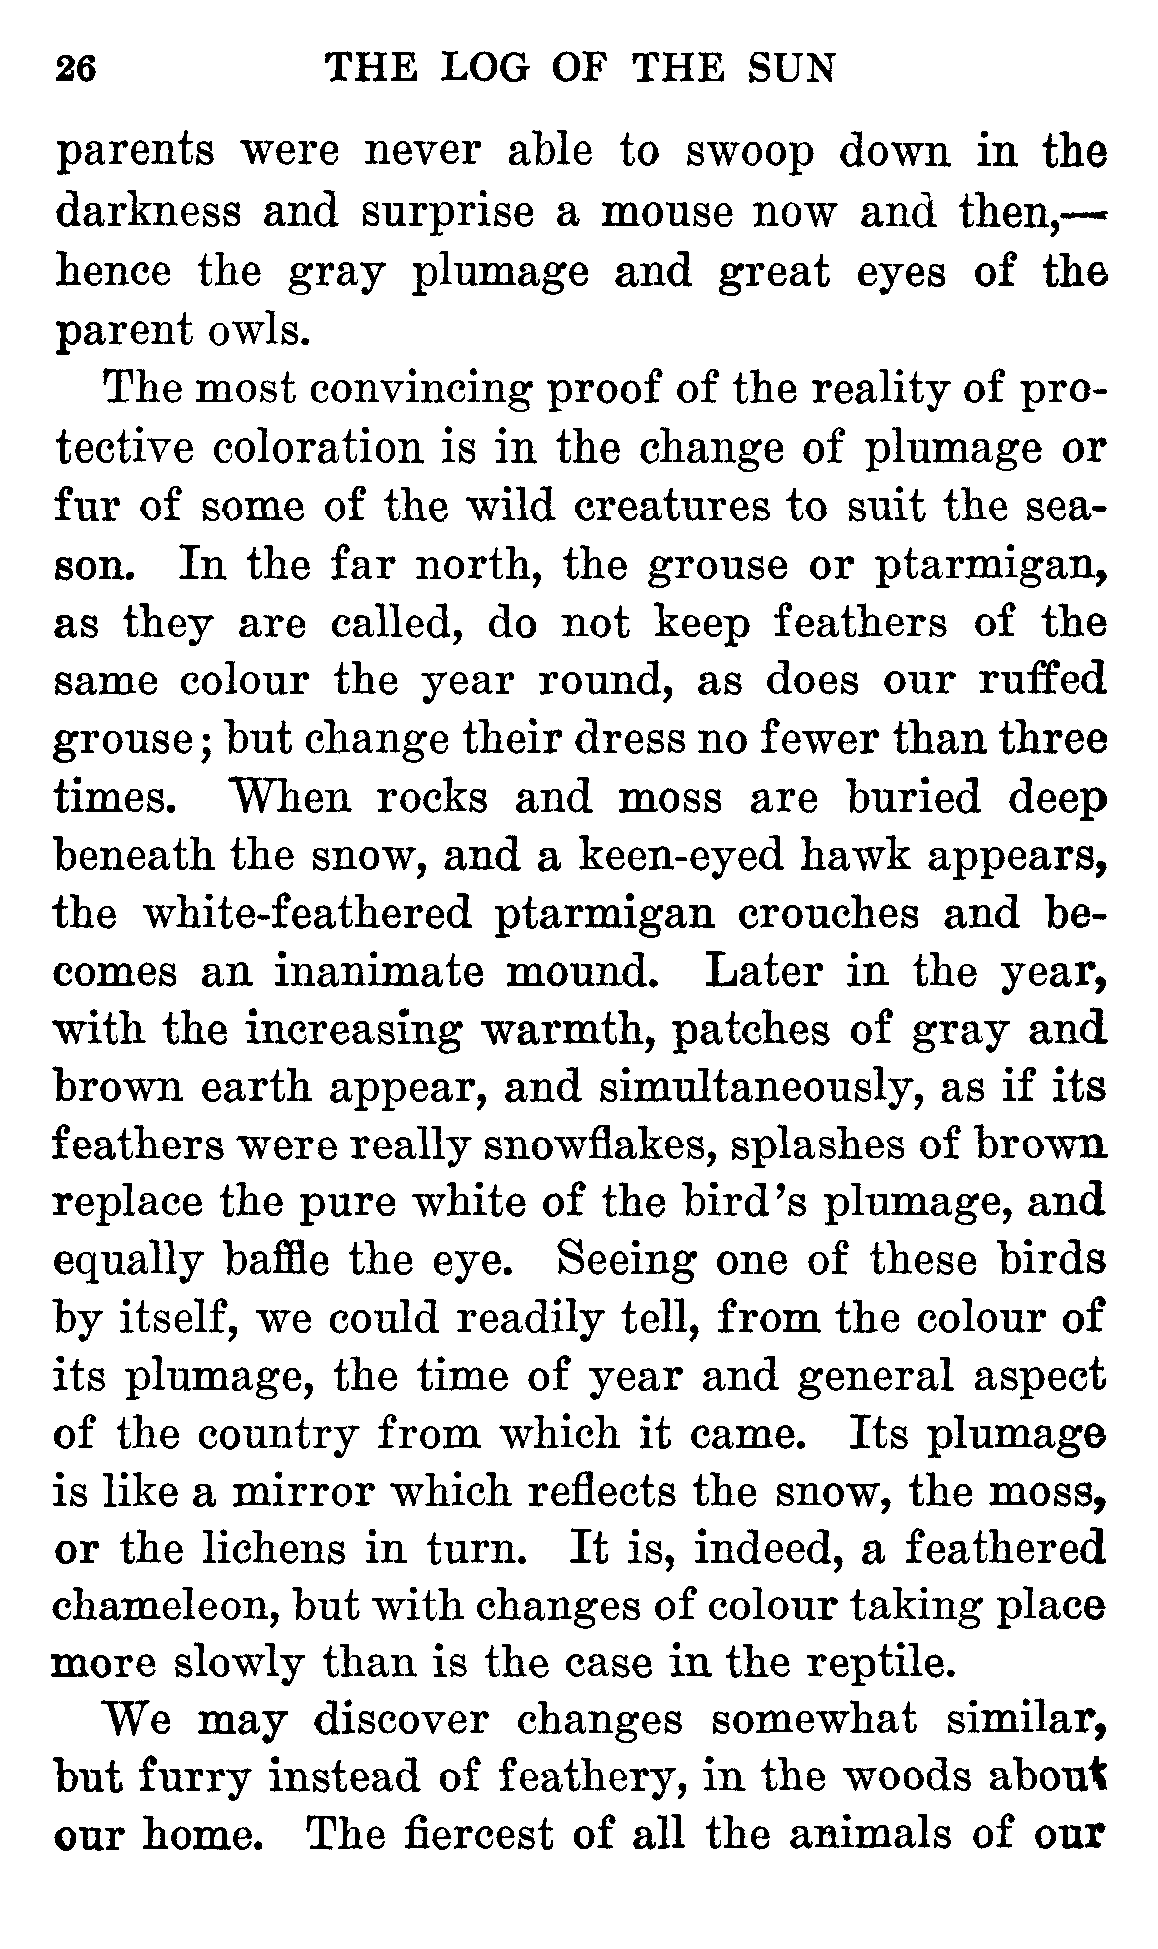 26 THE LOG OF THE SUN
parents were never able to swoop down in the
darkness and surprise a mouse now and then,—
hence the gray plumage and great eyes of the
parent owls.
The most convincing proof of the reality of pro-
tective coloration is in the change of plumage or
fur of some of the wild creatures to suit the sea-
son. In the far north, the grouse or ptarmigan,
as they are called, do not keep feathers of the
same colour the year round, as does our ruffed
grouse; but change their dress no fewer than three
times. When rocks and moss are buried deep
beneath the snow, and a keen-eyed hawk appears,
the white-feathered ptarmigan crouches and be-
comes an inanimate mound. Later in the year,
with the increasing warmth, patches of gray and
brown earth appear, and simultaneously, as if its
feathers were really snowflakes, splashes of brown
replace the pure white of the bird's plumage, and
equally baffle the eye. Seeing one of these birds
by itself, we could readily tell, from the colour of
its plumage, the time of year and general aspect
of the country from which it came. Its plumage
is like a mirror which reflects the snow, the moss,
or the lichens in turn. It is, indeed, a feathered
chameleon, but with changes of colour taking place
more slowly than is the case in the reptile.
We may discover changes somewhat similar,
but furry instead of feathery, in the woods about
our home. The fiercest of all the animals of our